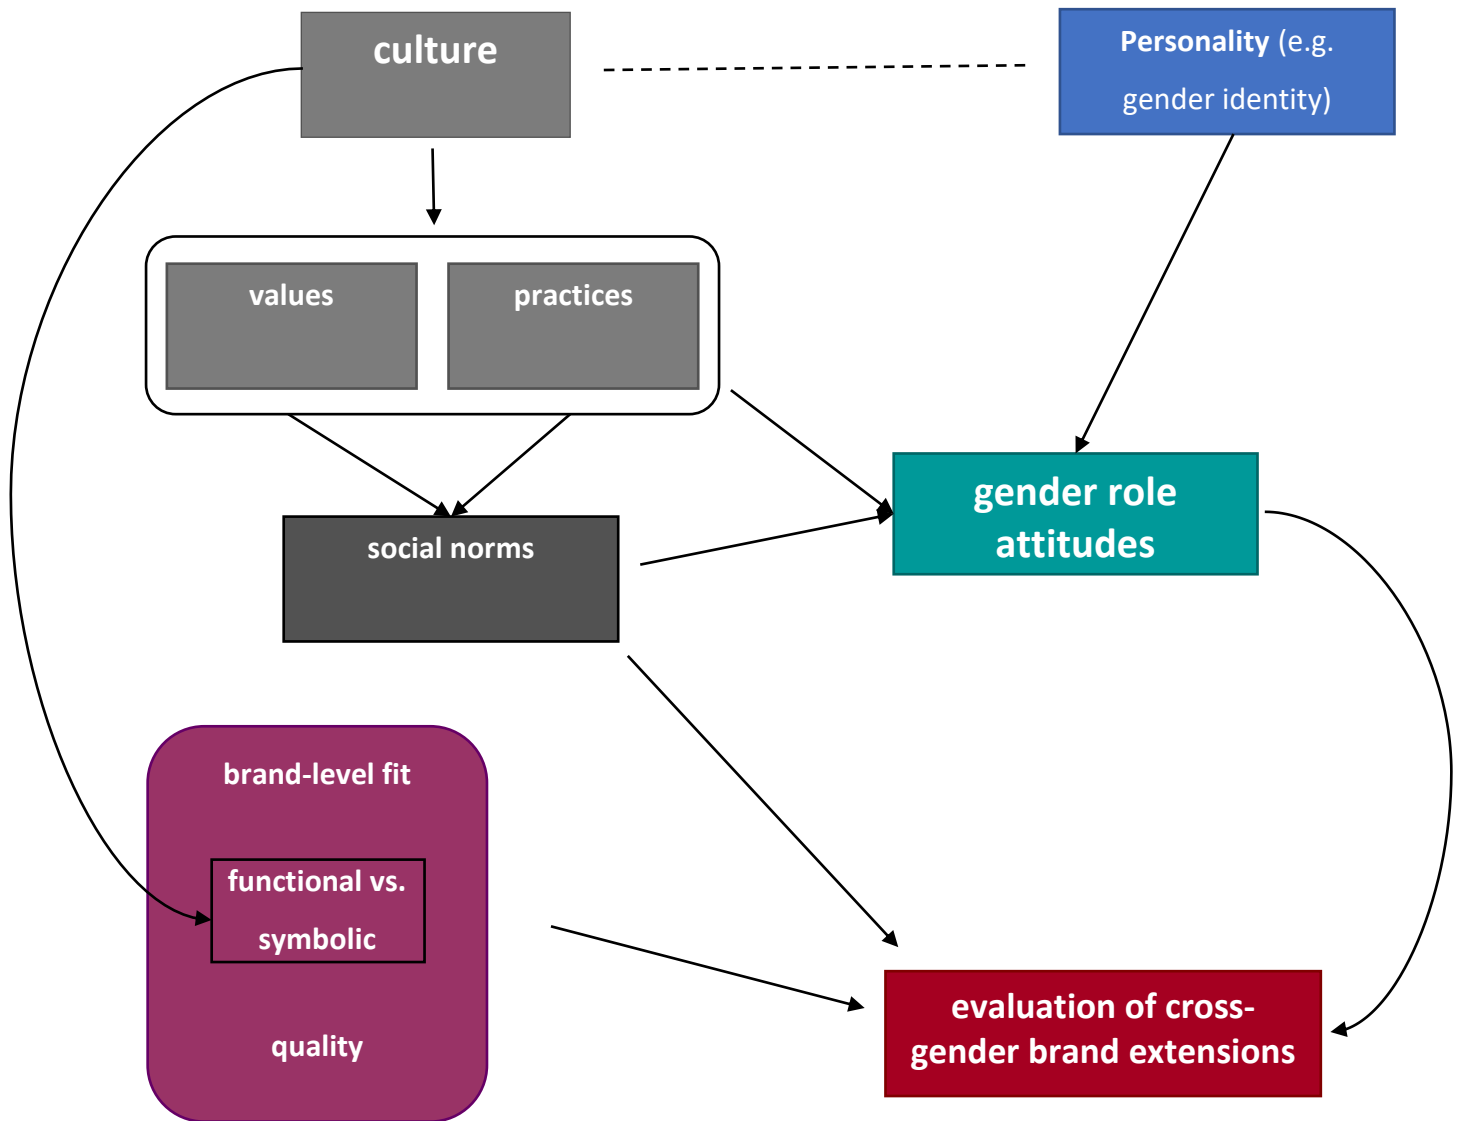 culture
Personality (e.g.
gender identity)
values
practices
gender role
attitudes
social norms
brand-level fit
functional vs.
symbolic
quality
evaluation of cross-
gender brand extensions